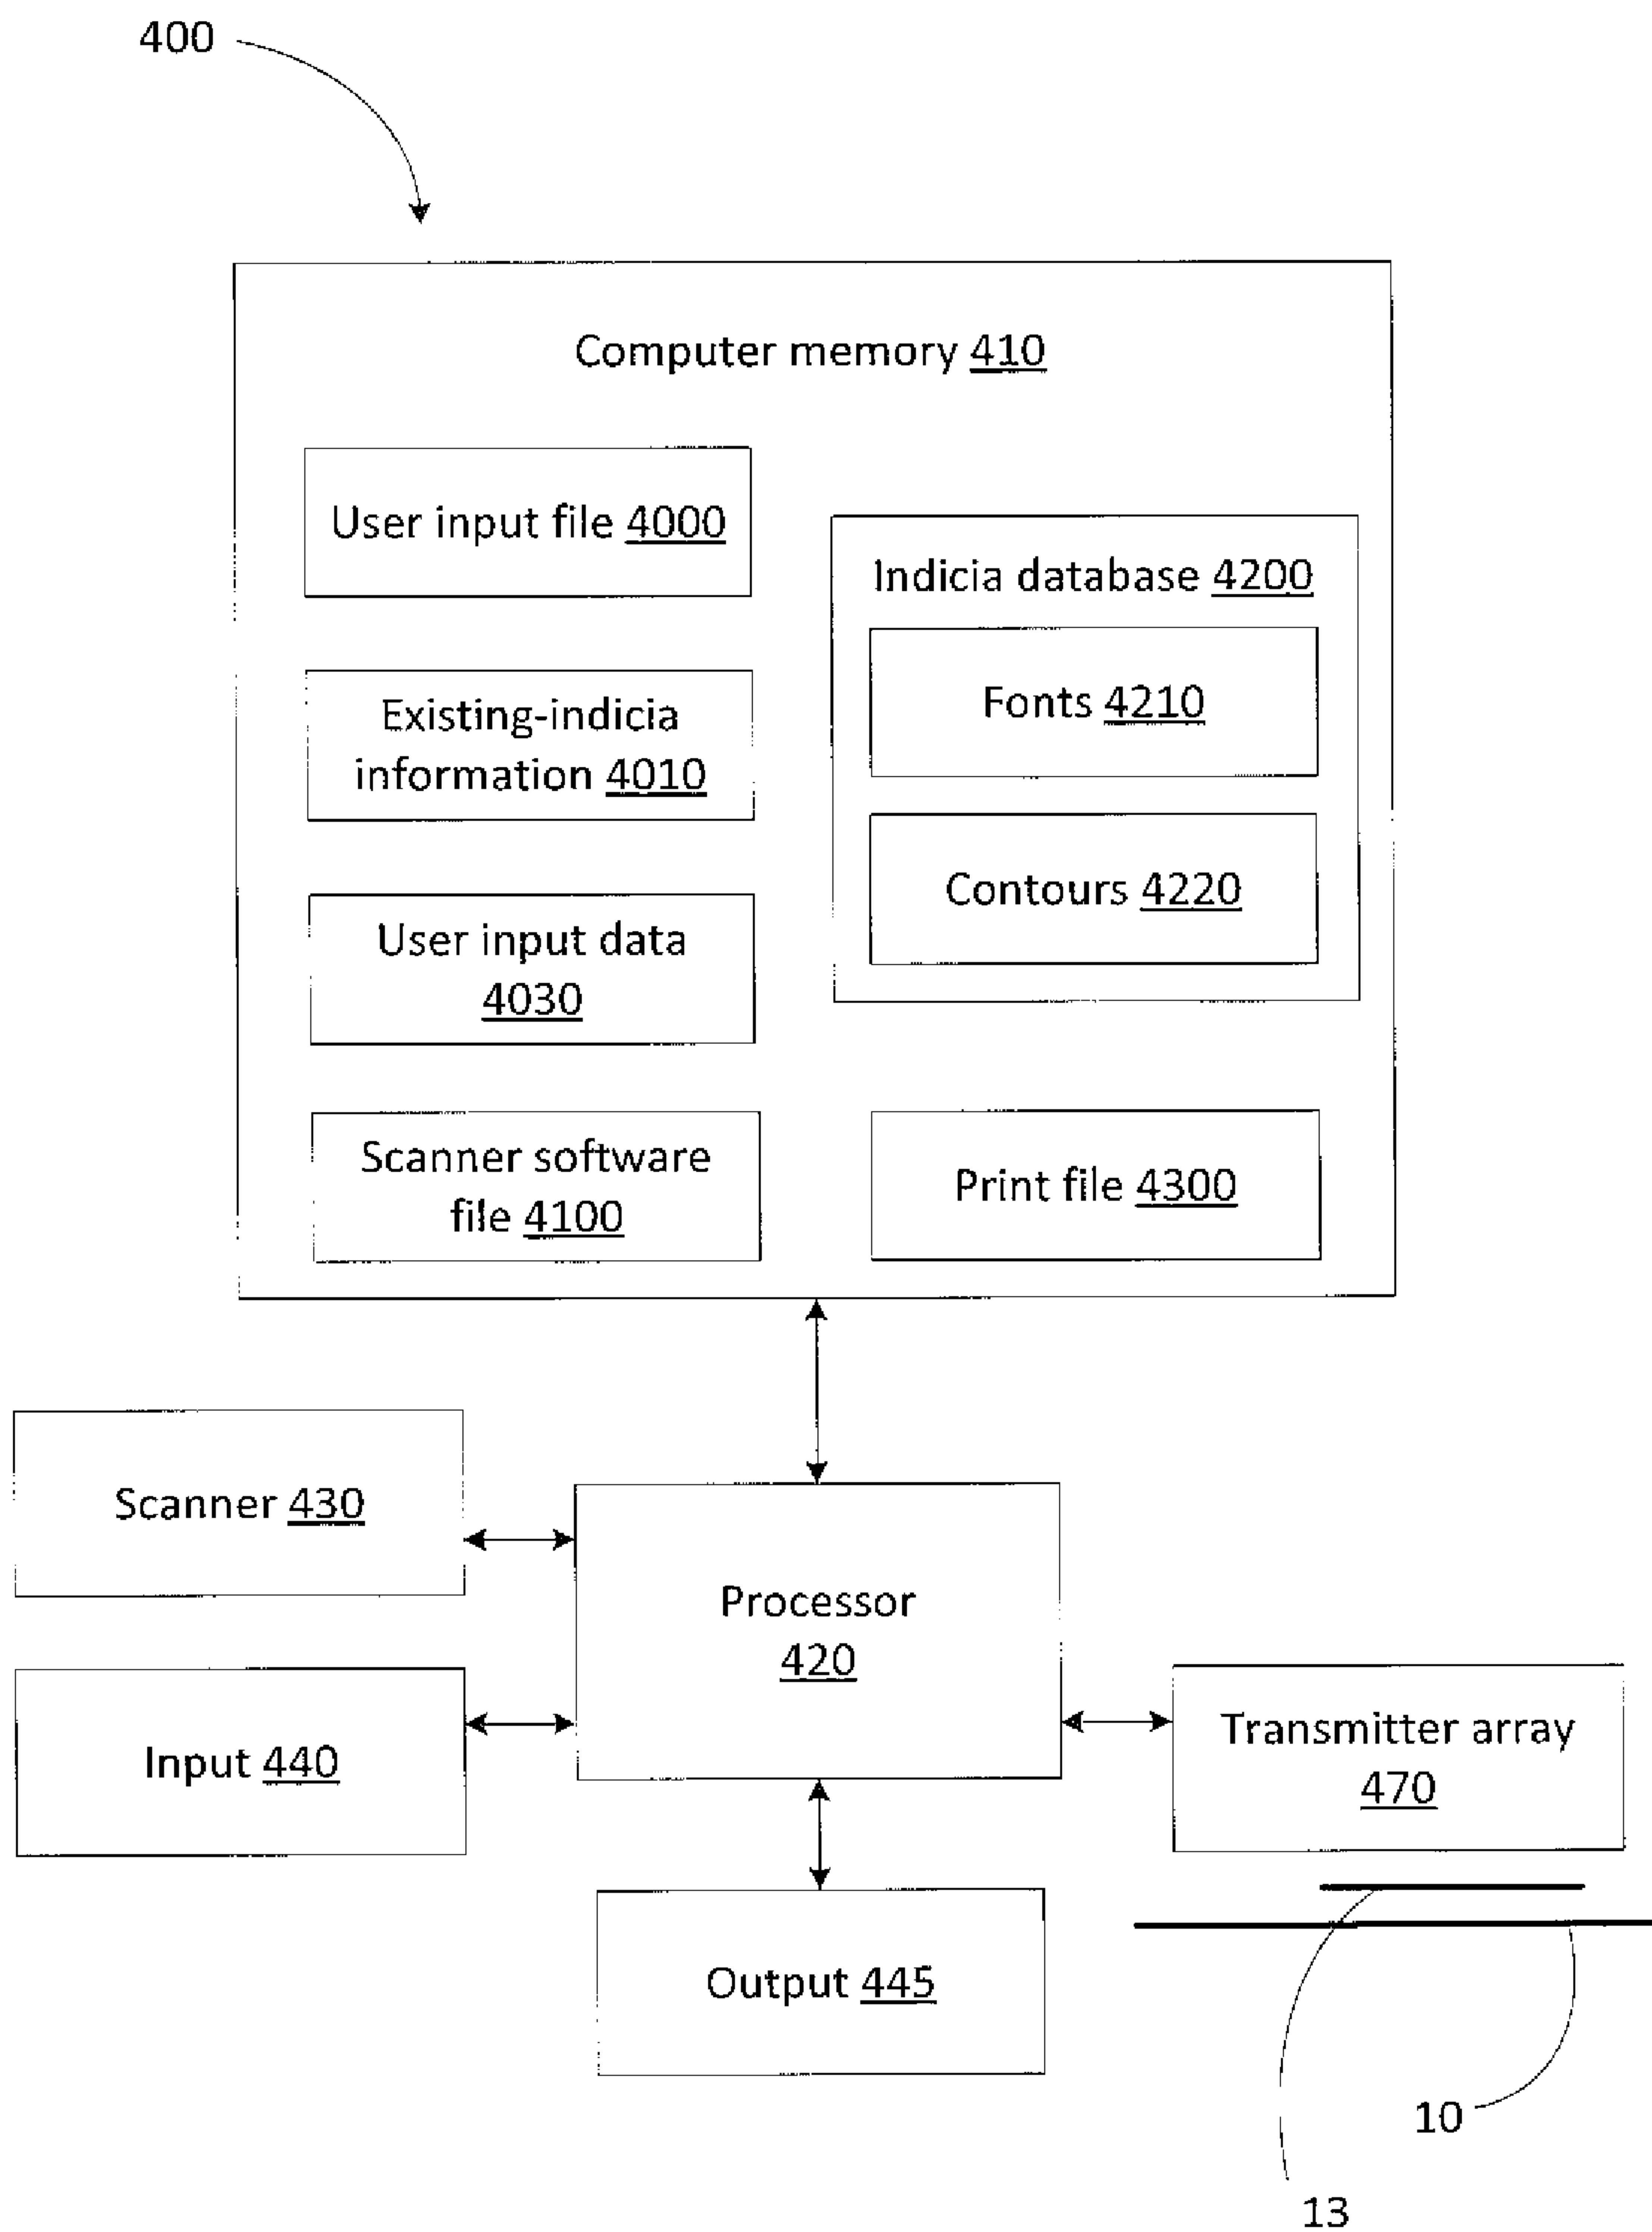 400
Computer memory 410
User input file 4000
Indicia database 4200
Fonts 4210
Existing-indicia
information 4010
Contours 4220
User input data
4030
Scanner software
file 4100
Print file 4300
Scanner 430
Processor
420
Input 440
Transmitter array
470
Output 445
10
13